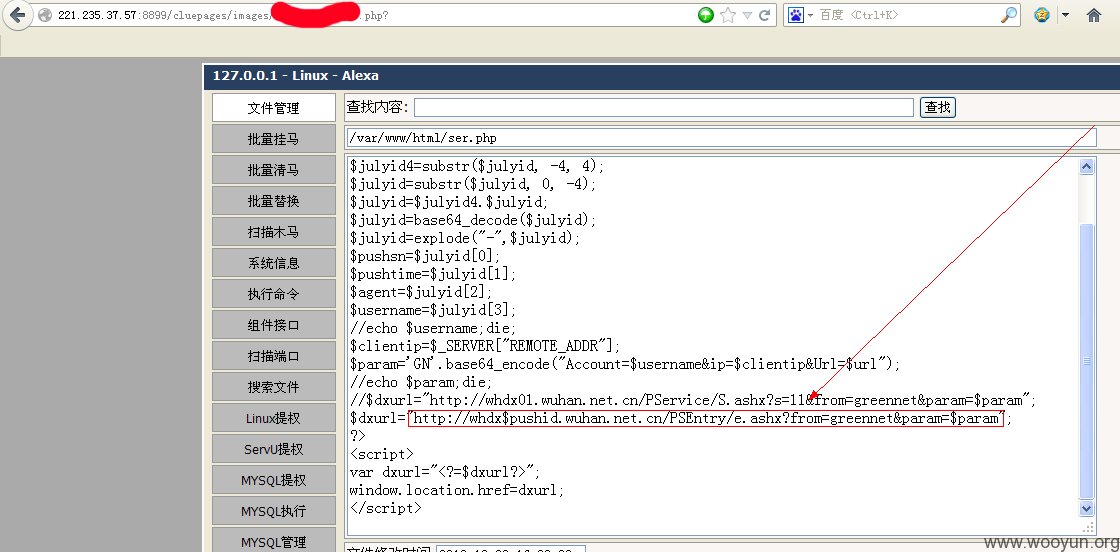 221.235.37.57:8899/cluepages/images/ .php?
百度 <Ctrl+K>
127.0.0.1 - Linux - Alexa
文件管理
批量挂马
批量清马
批量替换
扫描木马
系统信息
执行命令
组件接口
扫描端口
搜索文件
Linux提权
ServU提权
MYSQL提权
MYSQL执行
MYSQL管理
查找内容:
查找
/var/www/html/ser.php
$julyid4=substr($julyid, -4, 4);
$julyid=substr($julyid, 0, -4);
$julyid=$julyid4.$julyid;
$julyid=base64_decode($julyid);
$julyid=explode("-",$julyid);
$pushsn=$julyid[0];
$pushtime=$julyid[1];
$agent=$julyid[2];
$username=$julyid[3];
//echo $username;die;
$clientip=$_SERVER["REMOTE_ADDR"];
$param='GN'.base64_encode("Account=$username&ip=$clientip&Url=$url");
//echo $param;die;
//$dxurl="http://whdx01.wuhan.net.cn/PService/S.ashx?s=11&from=greennet&param=$param";
$dxurl="http://whdx$pushid.wuhan.net.cn/PSEntry/e.ashx?from=greennet&param=$param";
?>
<script>
var dxurl="<?=$dxurl?>";
window.location.href=dxurl;
</script>
文件修改时间
www.wooyun.org